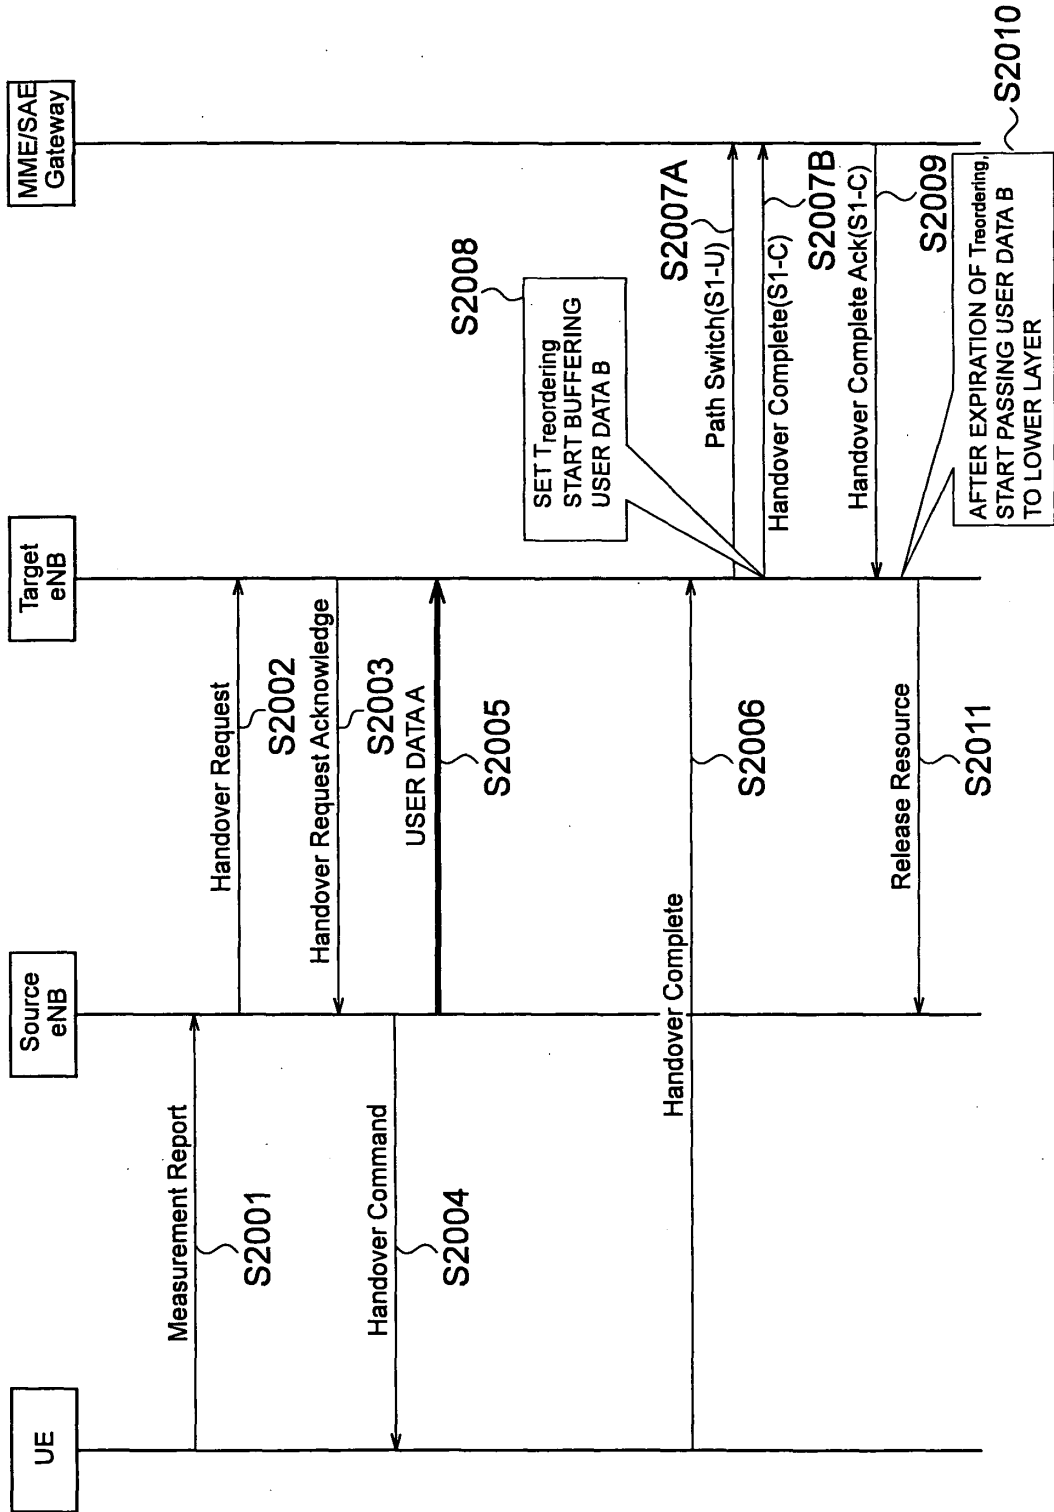 UE
Source
eNB
Target
eNB
MME/SAE
Gateway
Measurement Report
S2001
Handover Request
S2002
Handover Request Acknowledge
S2003
Handover Command
S2004
USER DATA A
S2005
Handover Complete
S2006
Path Switch(S1-U)
S2007A
SET Treordering
START BUFFERING
USER DATA B
S2008
Handover Complete(S1-C)
S2007B
Handover Complete Ack(S1-C)
S2009
AFTER EXPIRATION OF Treordering,
START PASSING USER DATA B
TO LOWER LAYER
S2010
Release Resource
S2011